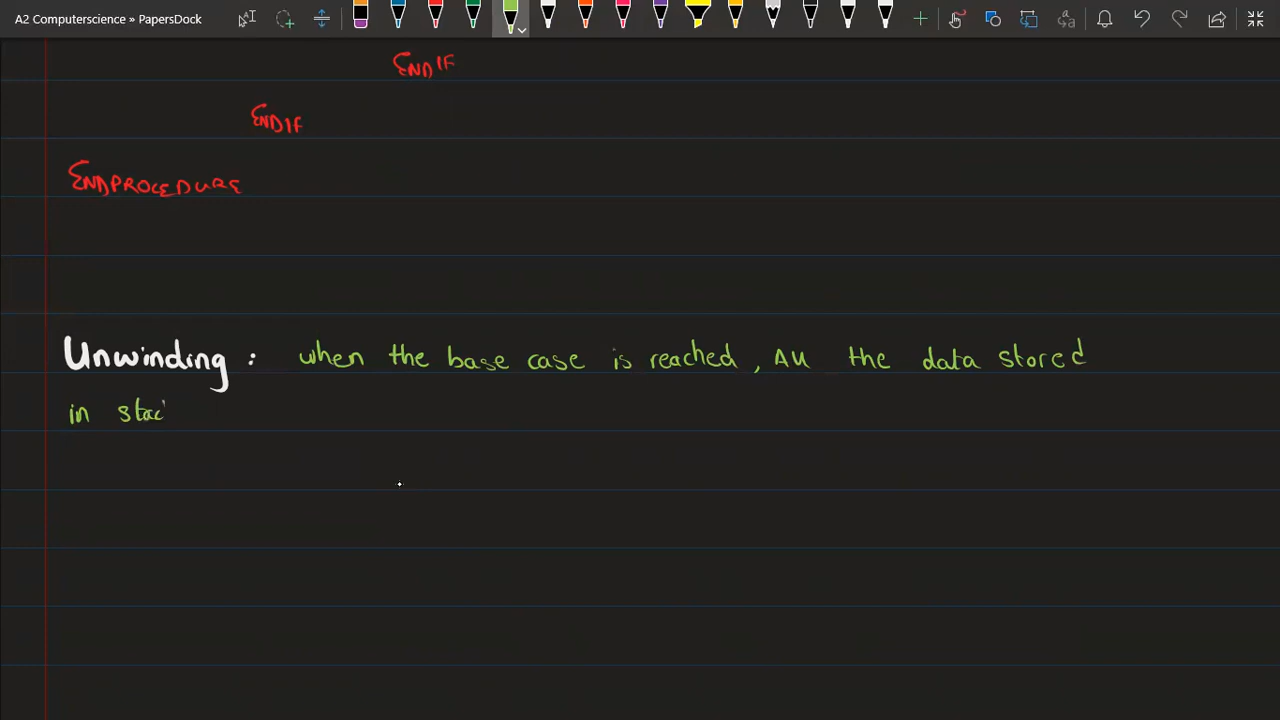 A2 Computerscience » PapersDock
ENDIF
ENDIF
ENDPROCEDURE
Unwinding : when the base case is reached, All the data stored
in stac